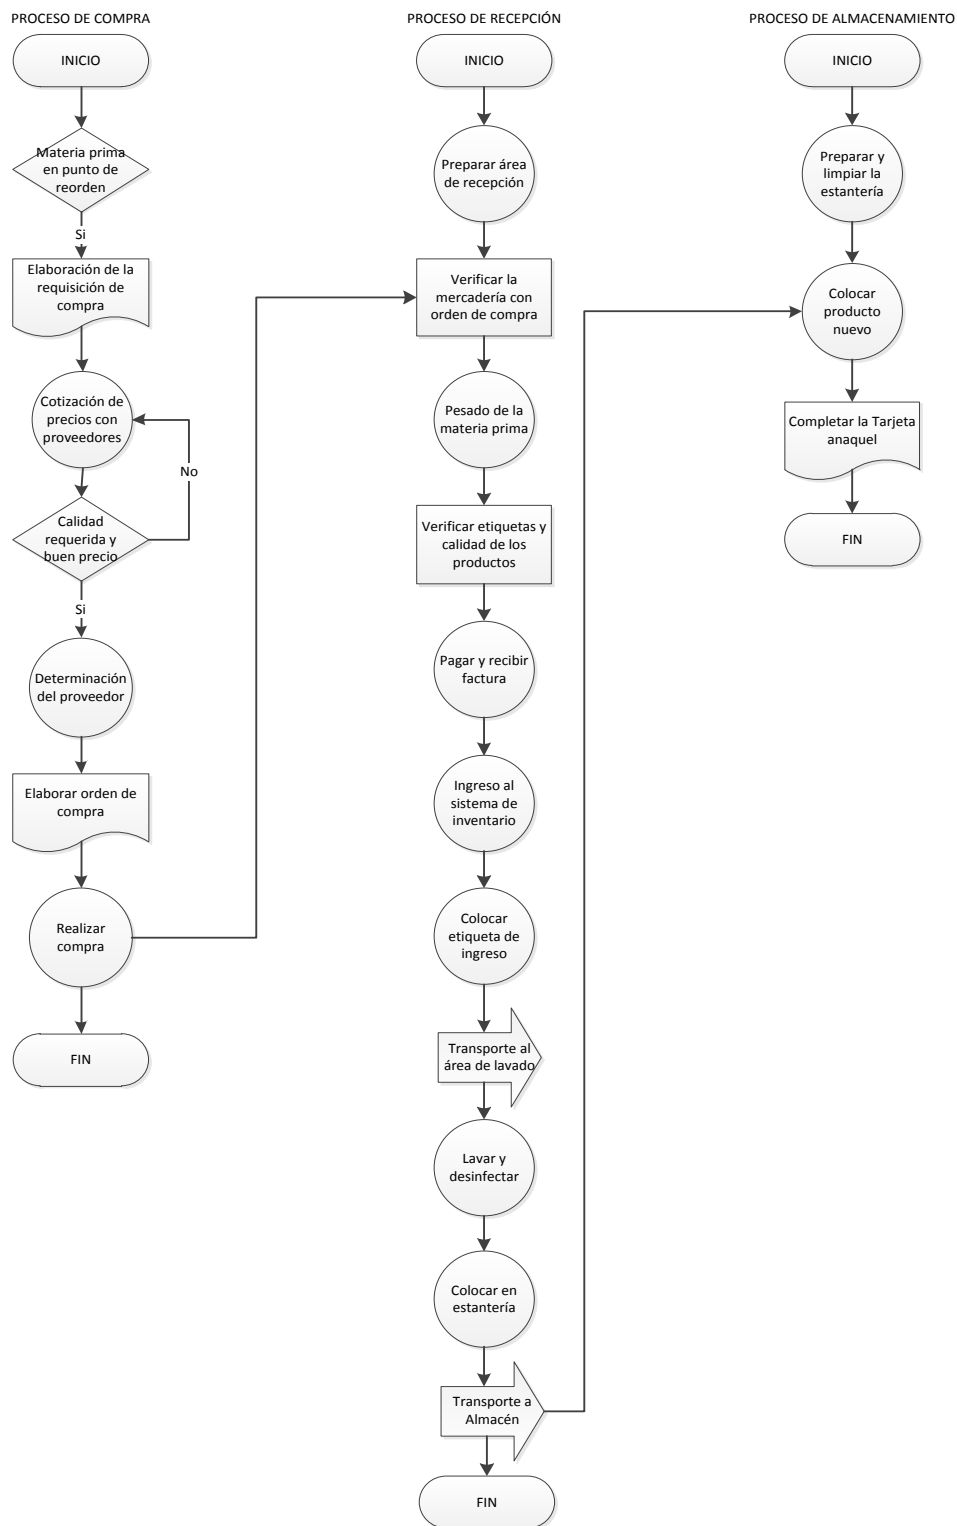 PROCESO DE COMPRA
INICIO
Materia prima
en punto de
reorden
Si
Elaboración de la
requisición de
compra
Cotización de
precios con
proveedores
No
Calidad
requerida y
buen precio
Si
Determinación
del proveedor
Elaborar orden de
compra
Realizar
compra
FIN
PROCESO DE RECEPCIÓN
INICIO
Preparar área
de recepción
Verificar la
mercadería con
orden de compra
Pesado de la
materia prima
Verificar etiquetas y
calidad de los
productos
Pagar y recibir
factura
Ingreso al
sistema de
inventario
Colocar
etiqueta de
ingreso
Transporte al
área de lavado
Lavar y
desinfectar
Colocar en
estantería
Transporte a
Almacén
FIN
PROCESO DE ALMACENAMIENTO
INICIO
Preparar y
limpiar la
estantería
Colocar
producto
nuevo
Completar la Tarjeta
anaquel
FIN